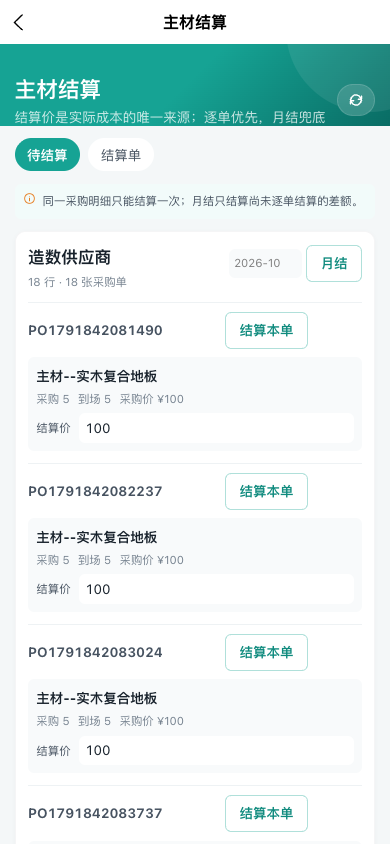 主材结算
主材结算
结算价是实际成本的唯一来源；逐单优先，月结兜底
待结算
结算单
同一采购明细只能结算一次；月结只结算尚未逐单结算的差额。
造数供应商
2026-10
月结
18 行 · 18 张采购单
PO1791842081490
结算本单
主材--实木复合地板
采购 5 到场 5 采购价 ¥100
结算价 100
PO1791842082237
结算本单
主材--实木复合地板
采购 5 到场 5 采购价 ¥100
结算价 100
PO1791842083024
结算本单
主材--实木复合地板
采购 5 到场 5 采购价 ¥100
结算价 100
PO1791842083737
结算本单